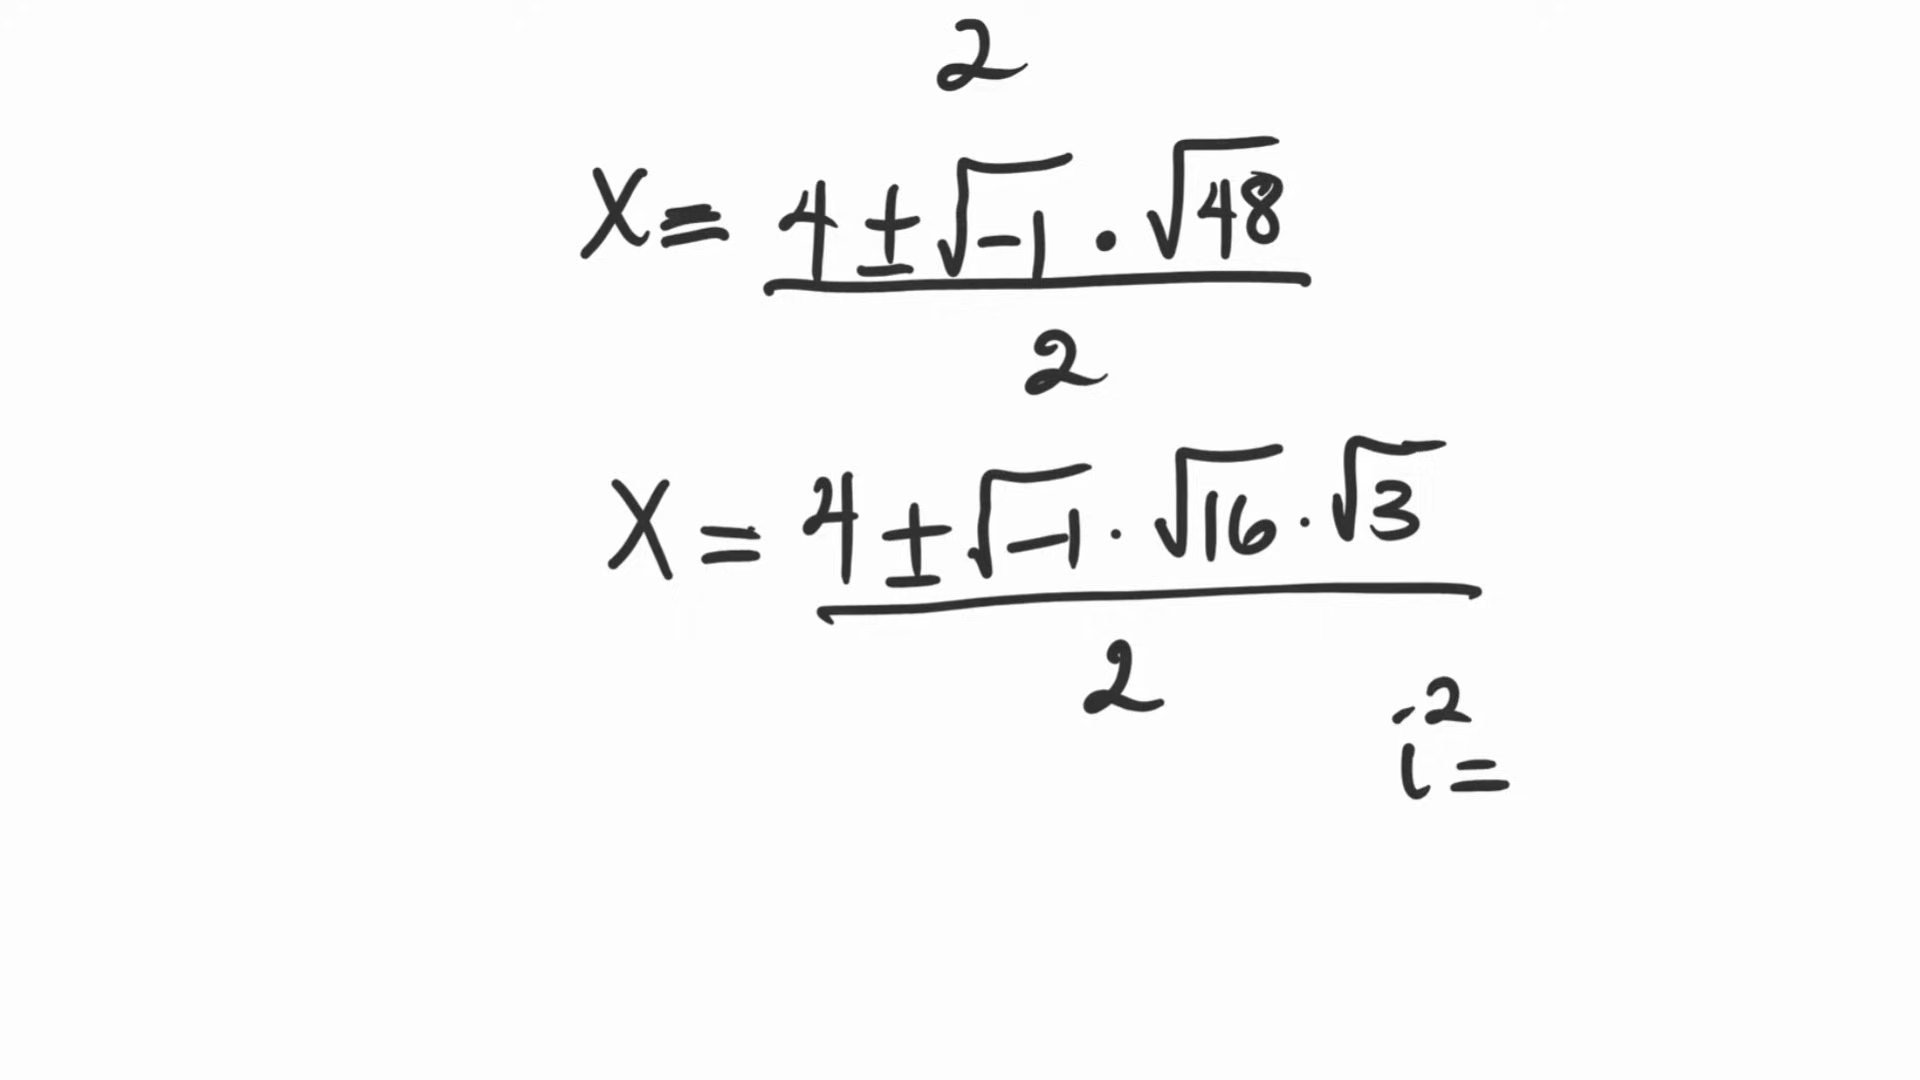 2
X = 4 ± √-1 · √48
2
X = 4 ± √-1 · √16 · √3
2
i² =